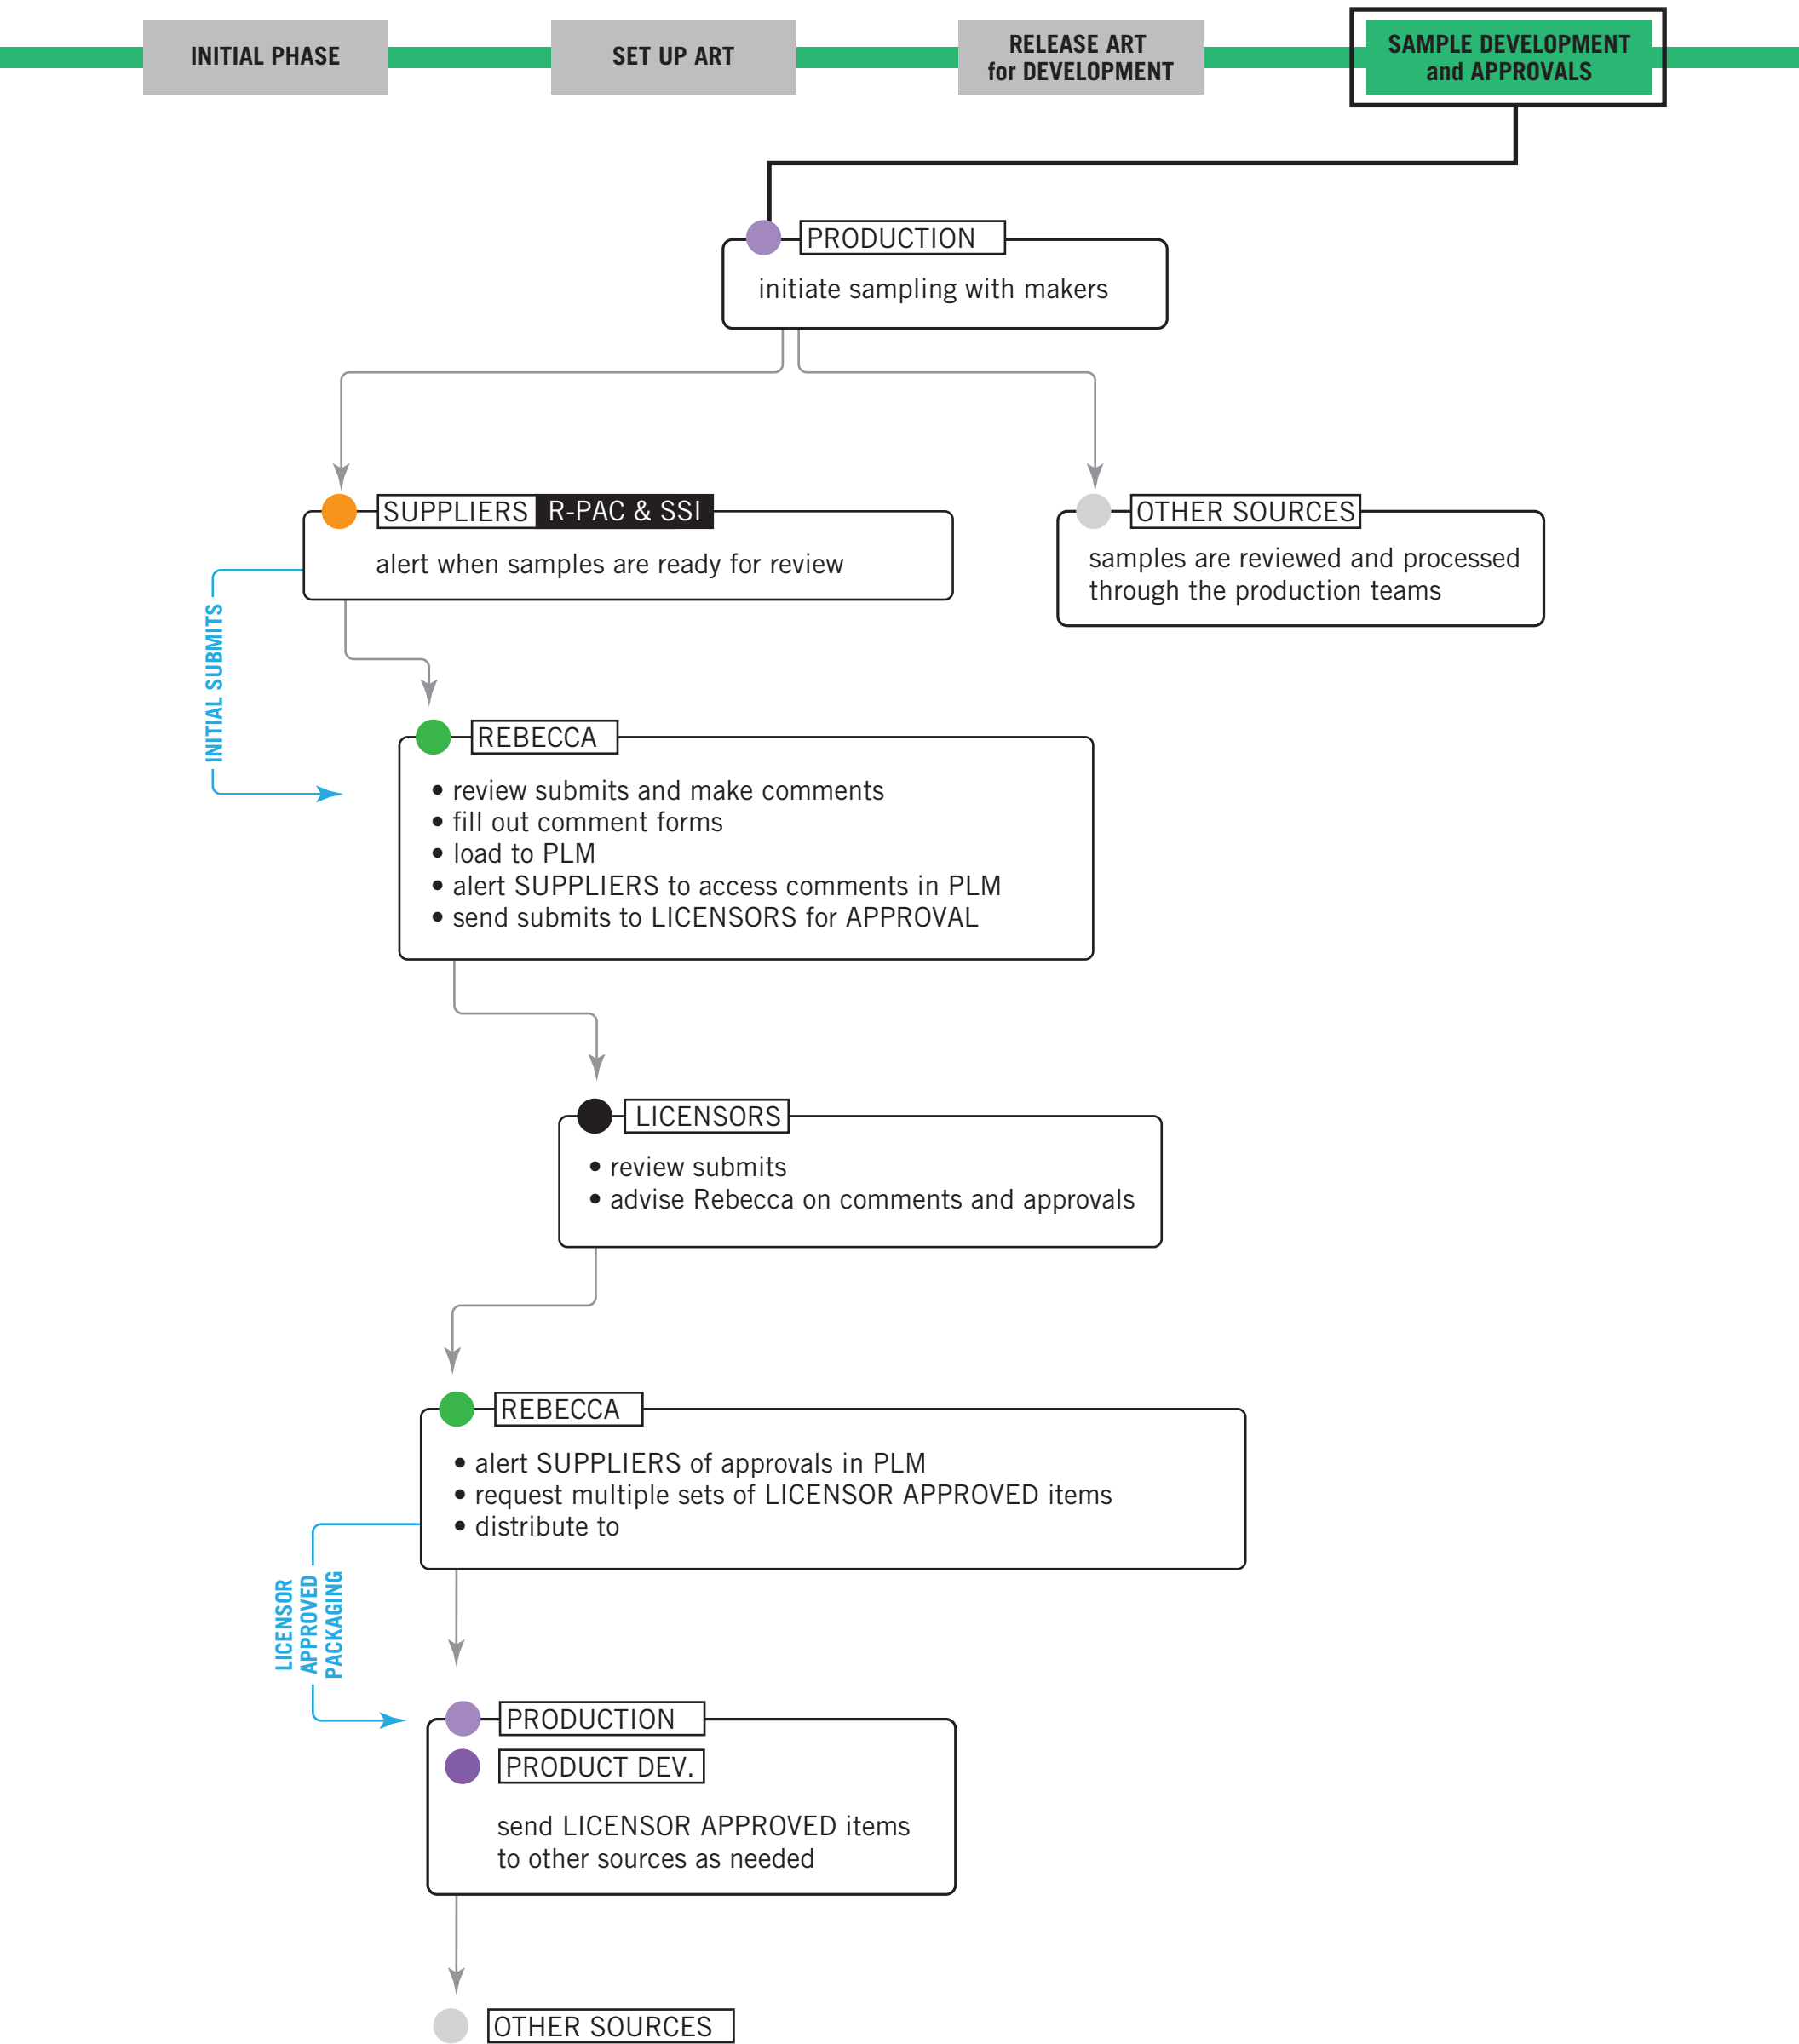 INITIAL PHASE
SET UP ART
RELEASE ART
for DEVELOPMENT
SAMPLE DEVELOPMENT
and APPROVALS
PRODUCTION
initiate sampling with makers
SUPPLIERS R-PAC & SSI
alert when samples are ready for review
OTHER SOURCES
samples are reviewed and processed
through the production teams
INITIAL SUBMITS
REBECCA
• review submits and make comments
• fill out comment forms
• load to PLM
• alert SUPPLIERS to access comments in PLM
• send submits to LICENSORS for APPROVAL
LICENSORS
• review submits
• advise Rebecca on comments and approvals
REBECCA
• alert SUPPLIERS of approvals in PLM
• request multiple sets of LICENSOR APPROVED items
• distribute to
LICENSOR
APPROVED
PACKAGING
PRODUCTION
PRODUCT DEV.
send LICENSOR APPROVED items
to other sources as needed
OTHER SOURCES